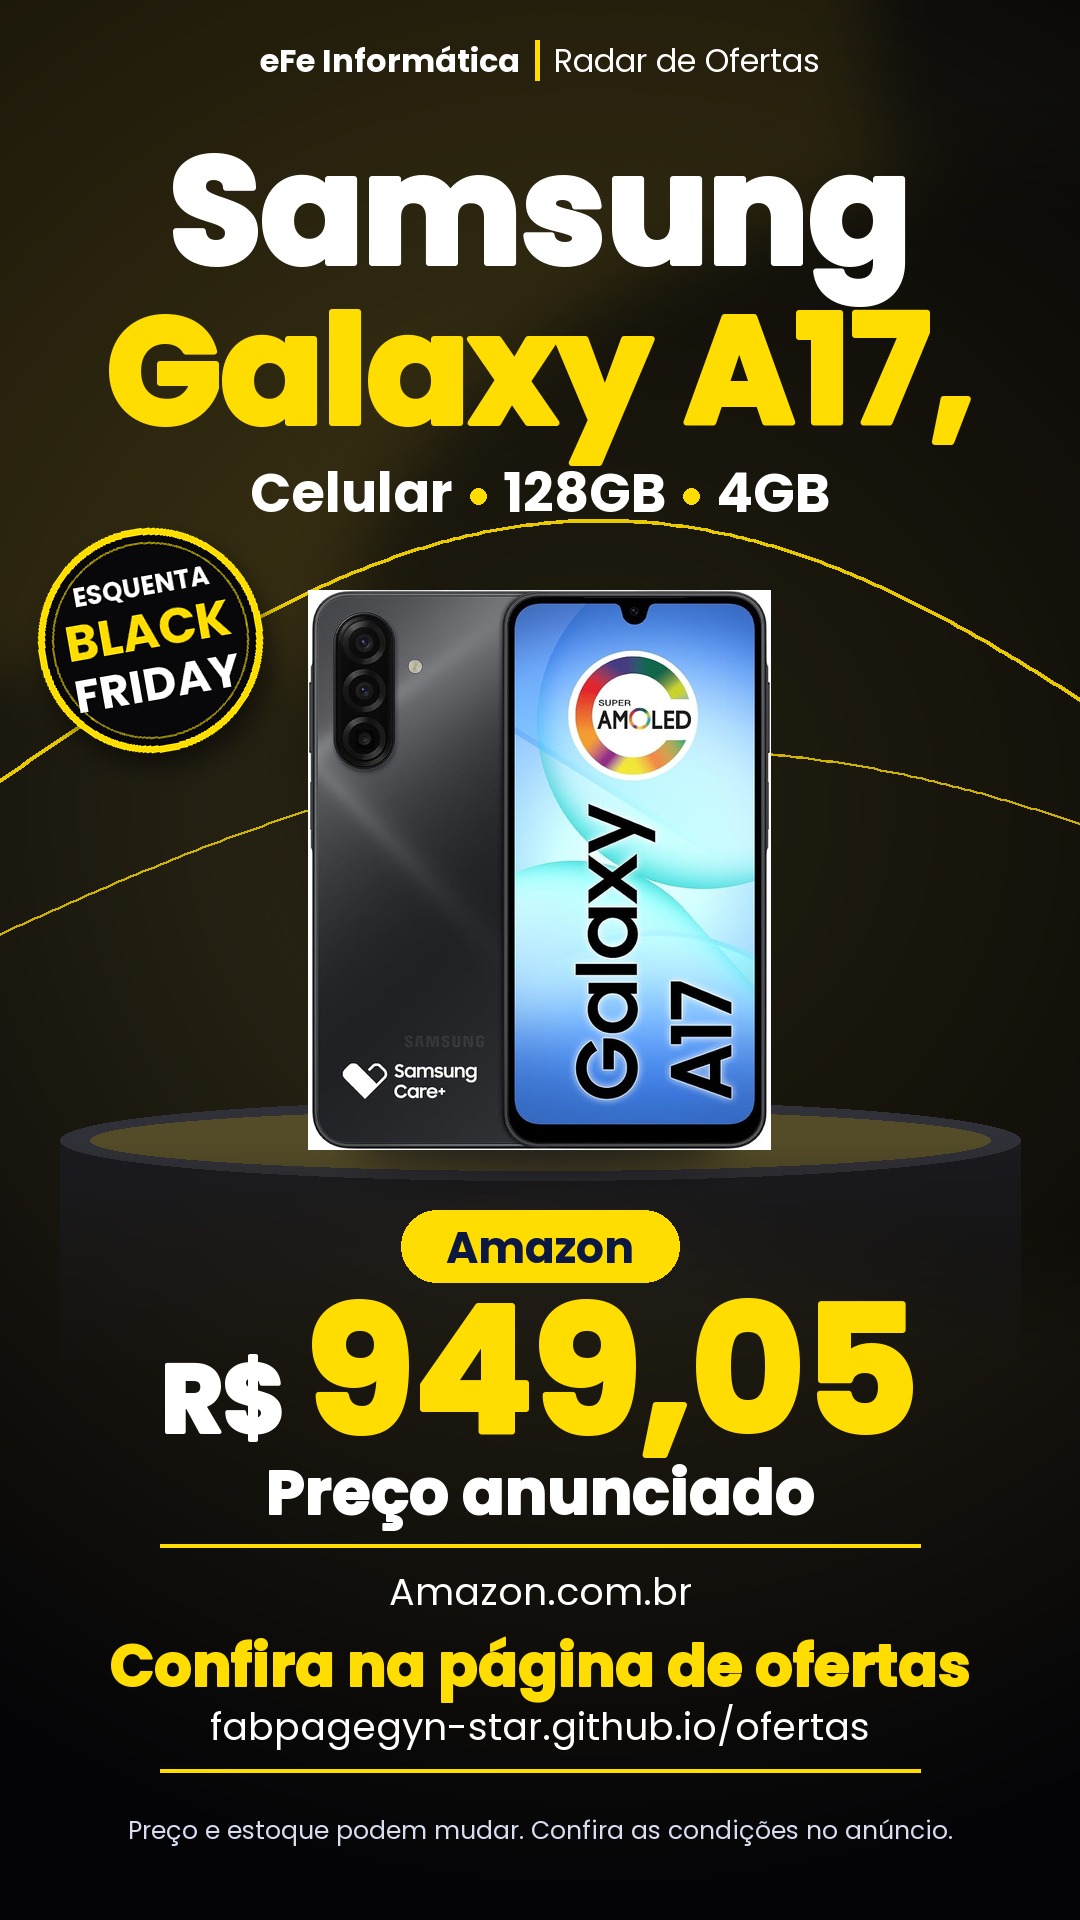 eFe Informática | Radar de Ofertas
Samsung
Galaxy A17,
Celular • 128GB • 4GB
ESQUENTA
BLACK
FRIDAY
SUPER
AMOLED
Galaxy
A17
SAMSUNG
Samsung
Care+
Amazon
R$ 949,05
Preço anunciado
Amazon.com.br
Confira na página de ofertas
fabpagegyn-star.github.io/ofertas
Preço e estoque podem mudar. Confira as condições no anúncio.